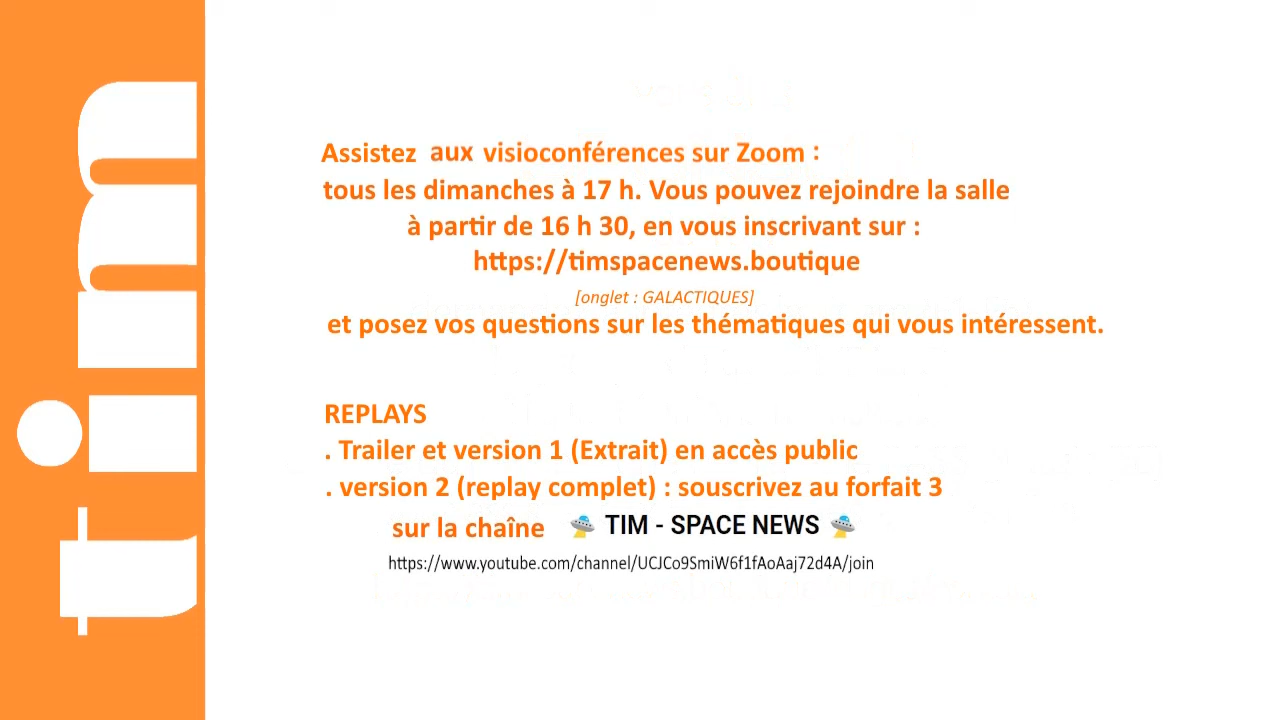 tim
Assistez aux visioconférences sur Zoom :
tous les dimanches à 17 h. Vous pouvez rejoindre la salle
à partir de 16 h 30, en vous inscrivant sur :
https://timspacenews.boutique
[onglet : GALACTIQUES]
et posez vos questions sur les thématiques qui vous intéressent.
REPLAYS
. Trailer et version 1 (Extrait) en accès public
. version 2 (replay complet) : souscrivez au forfait 3
sur la chaîne 🛸 TIM - SPACE NEWS 🛸
https://www.youtube.com/channel/UCJCo9SmiW6f1fAoAaj72d4A/join